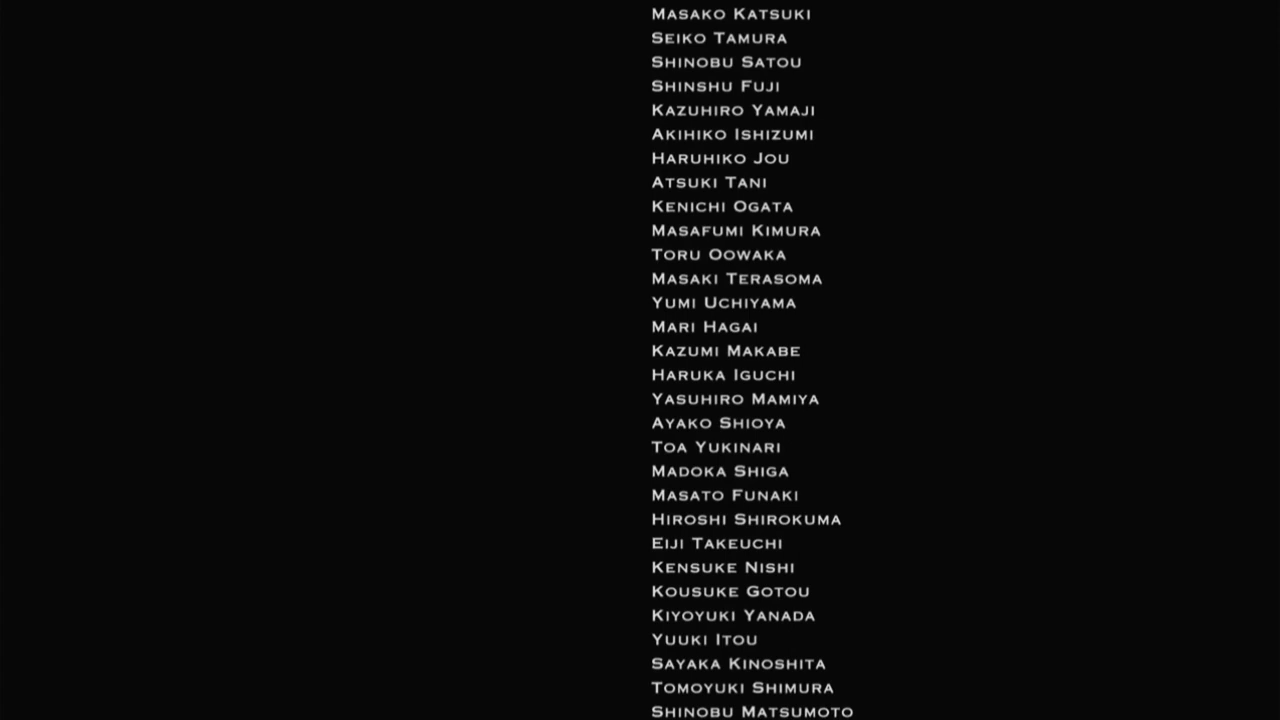 MASAKO KATSUKI
SEIKO TAMURA
SHINOBU SATOU
SHINSHU FUJI
KAZUHIRO YAMAJI
AKIHIKO ISHIZUMI
HARUHIKO JOU
ATSUKI TANI
KENICHI OGATA
MASAFUMI KIMURA
TORU OOWAKA
MASAKI TERASOMA
YUMI UCHIYAMA
MARI HAGAI
KAZUMI MAKABE
HARUKA IGUCHI
YASUHIRO MAMIYA
AYAKO SHIOYA
TOA YUKINARI
MADOKA SHIGA
MASATO FUNAKI
HIROSHI SHIROKUMA
EIJI TAKEUCHI
KENSUKE NISHI
KOUSUKE GOTOU
KIYOYUKI YANADA
YUUKI ITOU
SAYAKA KINOSHITA
TOMOYUKI SHIMURA
SHINOBU MATSUMOTO